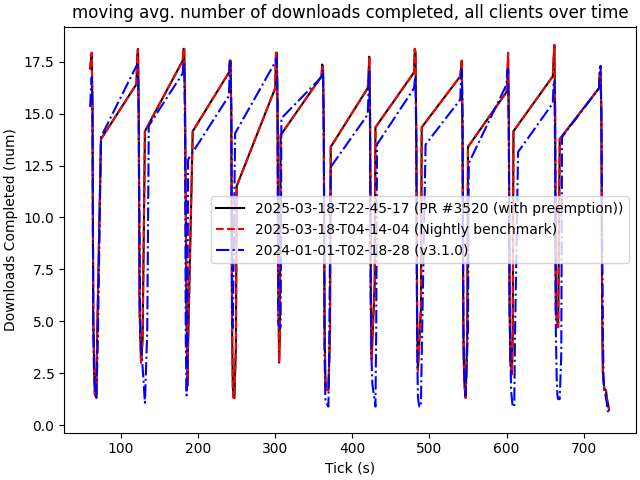 moving avg. number of downloads completed, all clients over time
Downloads Completed (num)
17.5
15.0
12.5
10.0
7.5
5.0
2.5
0.0
2025-03-18-T22-45-17 (PR #3520 (with preemption))
2025-03-18-T04-14-04 (Nightly benchmark)
2024-01-01-T02-18-28 (v3.1.0)
100 200 300 400 500 600 700
Tick (s)